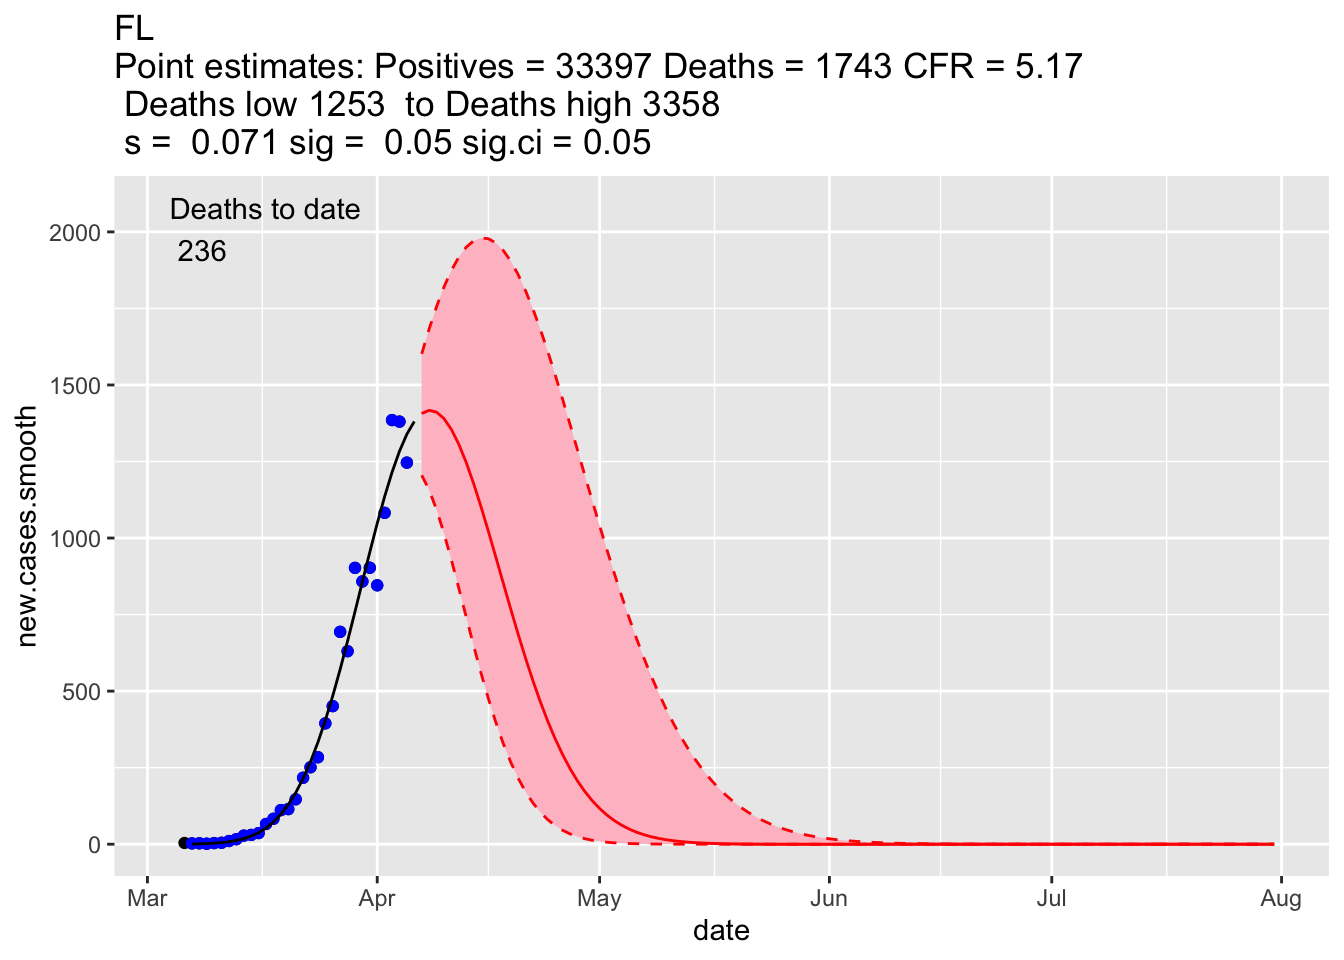 FL
Point estimates: Positives = 33397 Deaths = 1743 CFR = 5.17
Deaths low 1253  to Deaths high 3358
s =  0.071 sig =  0.05 sig.ci = 0.05
Deaths to date
236
2000
1500
1000
500
0
new.cases.smooth
Mar Apr May Jun Jul Aug
date